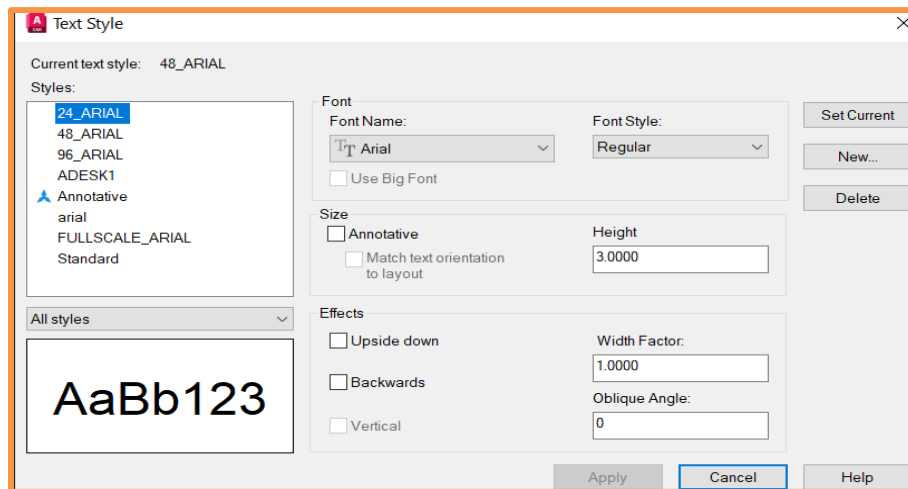 A CAD Text Style
Current text style: 48_ARIAL
Styles:
24_ARIAL
48_ARIAL
96_ARIAL
ADESK1
Annotative
arial
FULLSCALE_ARIAL
Standard
All styles
AaBb123
Font
Font Name: Font Style:
TT Arial Regular
Use Big Font
Size
Annotative Height
Match text orientation 3.0000
to layout
Effects
Upside down Width Factor:
1.0000
Backwards
Oblique Angle:
Vertical 0
Set Current
New...
Delete
Apply Cancel Help